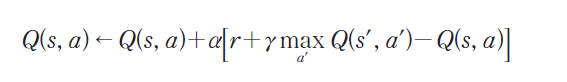 Q(s, a) ← Q(s, a)+α[r+γ max Q(s′, a′)−Q(s, a)]
a′